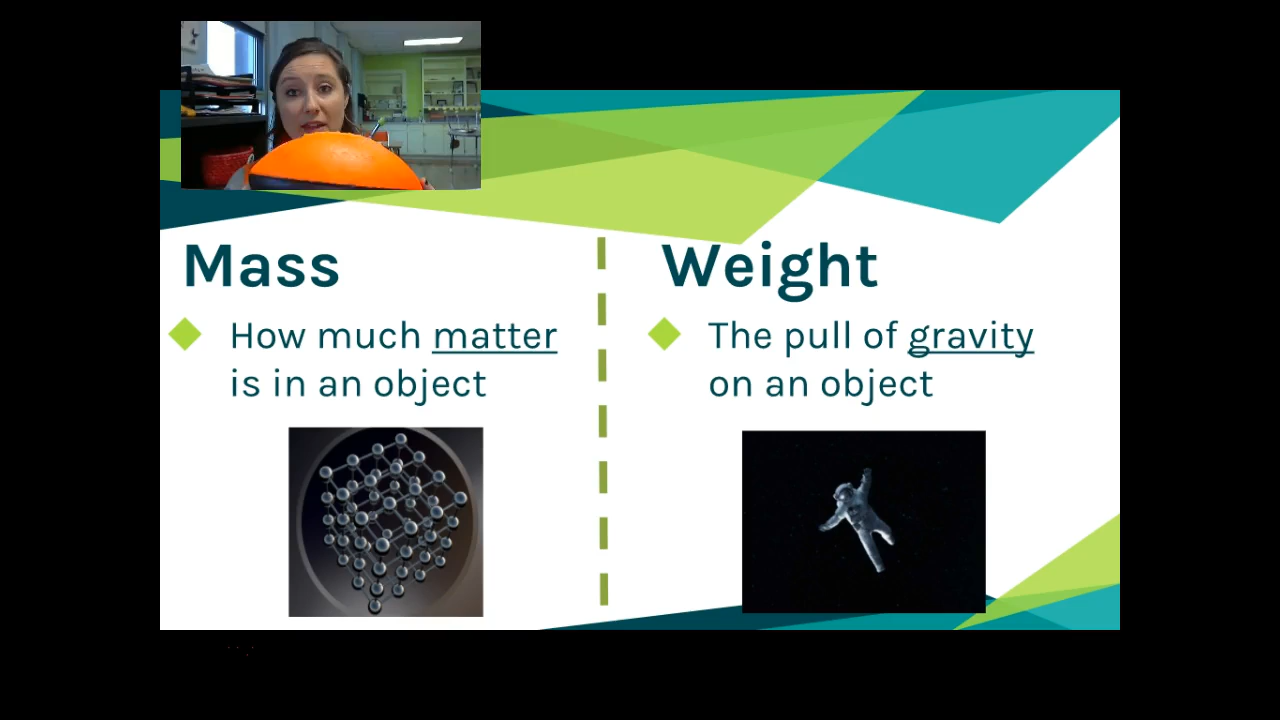 Mass
How much matter
is in an object
Weight
The pull of gravity
on an object